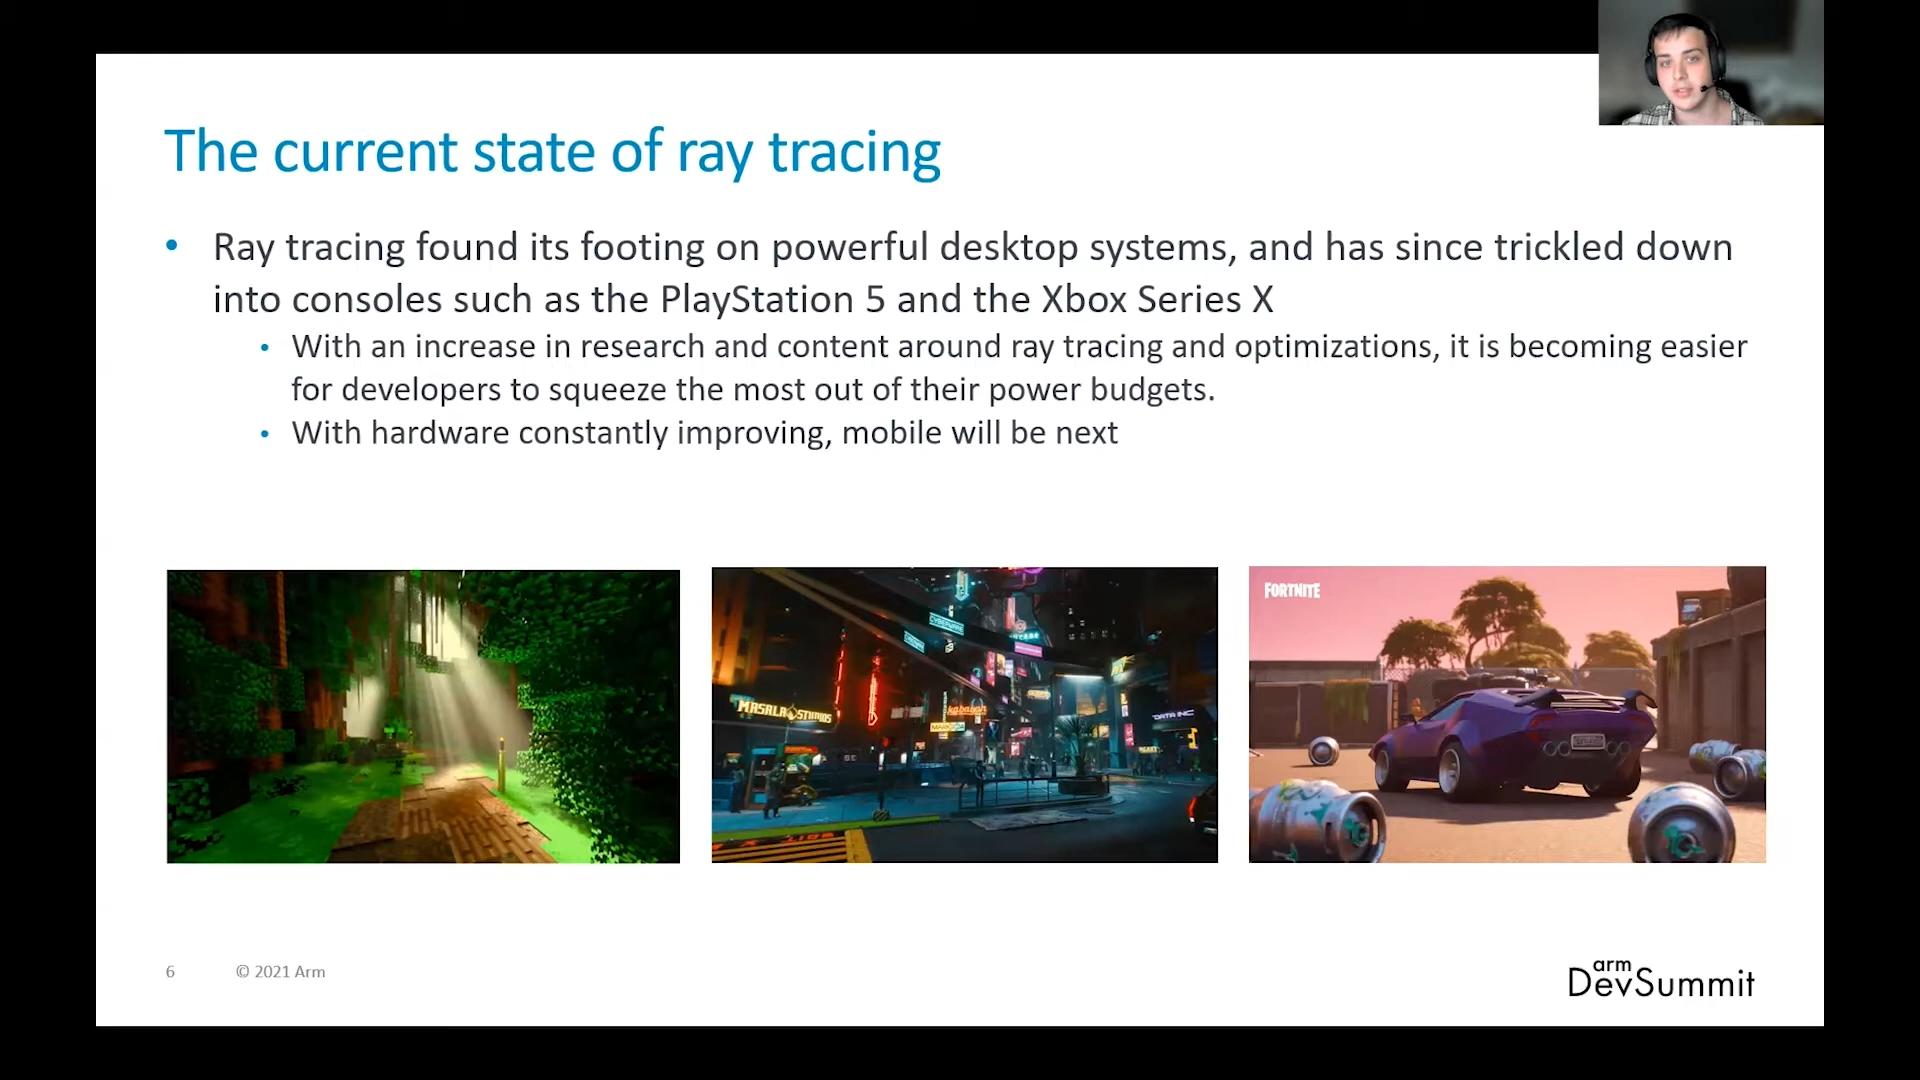 The current state of ray tracing
• Ray tracing found its footing on powerful desktop systems, and has since trickled down
into consoles such as the PlayStation 5 and the Xbox Series X
• With an increase in research and content around ray tracing and optimizations, it is becoming easier
for developers to squeeze the most out of their power budgets.
• With hardware constantly improving, mobile will be next
FORTNITE
CYBERWARE
MASALA STUDIOS
kabayan
DATA INC
6
© 2021 Arm
arm
DevSummit